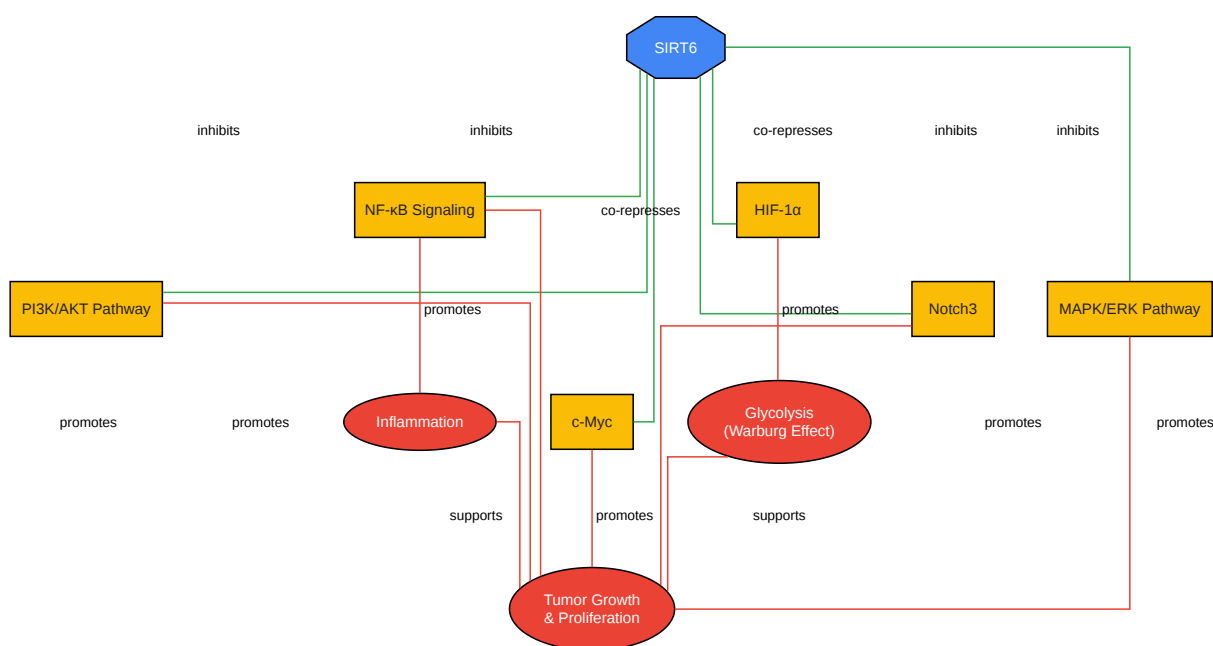 SIRT6
inhibits
inhibits
co-represses
inhibits
inhibits
NF-κB Signaling
co-represses
HIF-1α
PI3K/AKT Pathway
promotes
promotes
Notch3
MAPK/ERK Pathway
promotes
promotes
Inflammation
c-Myc
Glycolysis
(Warburg Effect)
promotes
promotes
supports
promotes
supports
Tumor Growth
& Proliferation